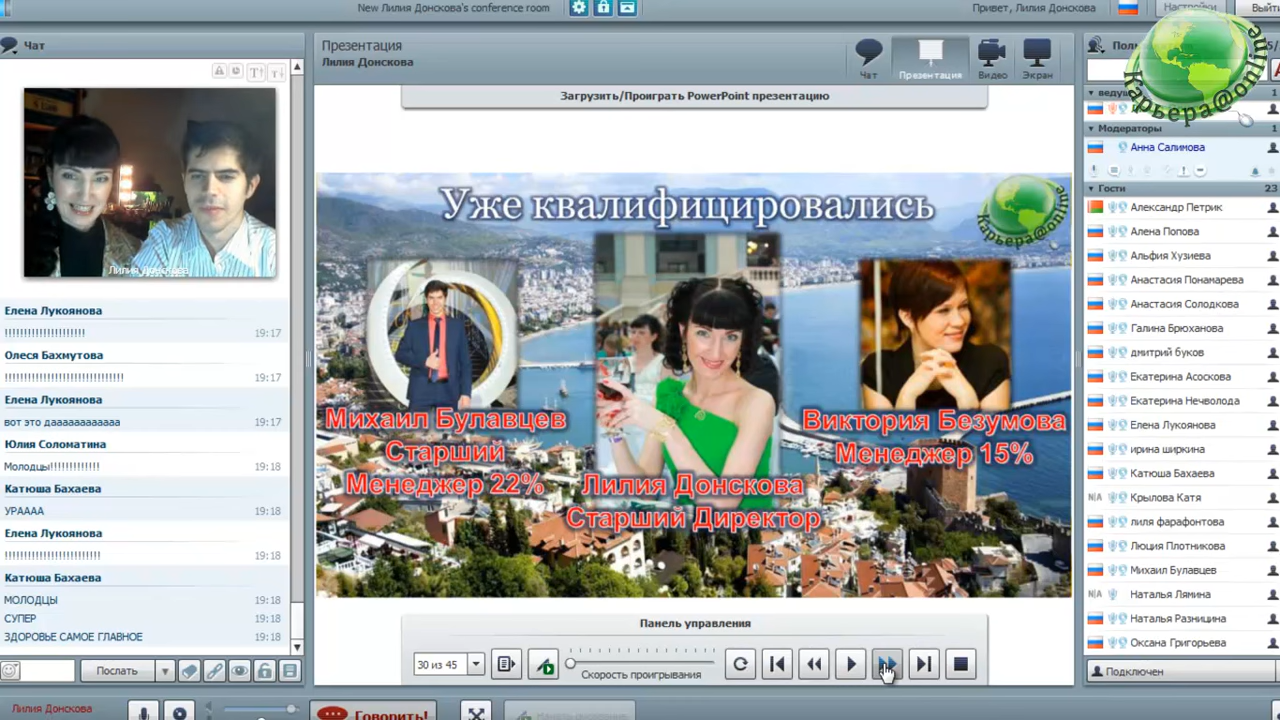 New Лилия Донскова's conference room
Привет, Лилия Донскова
Настройки
Выйти
Чат
Лилия Донскова
Елена Лукоянова
!!!!!!!!!!!!!!!!!!!!!! 19:17
Олеся Бахмутова
!!!!!!!!!!!!!!!!!!!!!!!!!!!!!!!! 19:17
Елена Лукоянова
вот это даааааааааааа 19:17
Юлия Соломатина
Молодцы!!!!!!!!!!!!! 19:18
Катюша Бахаева
УРАААА 19:18
Елена Лукоянова
!!!!!!!!!!!!!!!!!!!!!!!!!! 19:18
Катюша Бахаева
МОЛОДЦЫ 19:18
СУПЕР 19:18
ЗДОРОВЬЕ САМОЕ ГЛАВНОЕ 19:18
Послать
Лилия Донскова
Говорить!
Презентация
Лилия Донскова
Чат
Презентация
Видео
Экран
Загрузить/Проиграть PowerPoint презентацию
Уже квалифицировались
Карьера@online
Михаил Булавцев
Старший
Менеджер 22%
Лилия Донскова
Старший Директор
Виктория Безумова
Менеджер 15%
Панель управления
30 из 45
Скорость проигрывания
Карьера@online
1
Модераторы 1
Анна Салимова
Гости 23
Александр Петрик
Алена Попова
Альфия Хузиева
Анастасия Понамарева
Анастасия Солодкова
Галина Брюханова
дмитрий буков
Екатерина Асоскова
Екатерина Нечволода
Елена Лукоянова
ирина ширкина
Катюша Бахаева
N/A Крылова Катя
лиля фарафонтова
Люция Плотникова
Михаил Булавцев
N/A Наталья Лямина
Наталья Разницина
Оксана Григорьева
Подключен